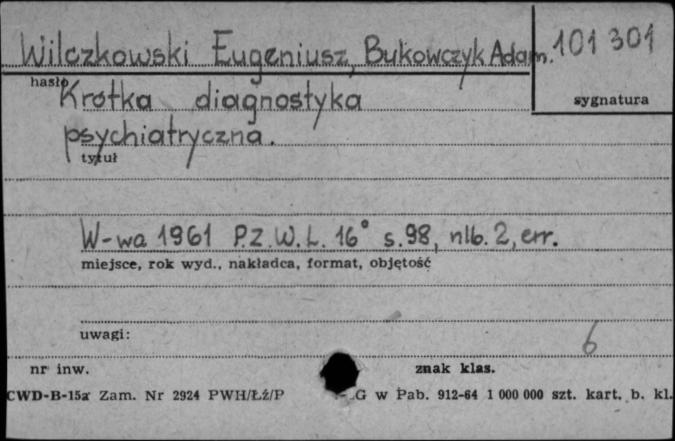 Wilczkowski Eugeniusz, Bukowczyk Adam. 101 301
hasło
sygnatura
Krótka diagnostyka
psychiatryczna.
tytuł
W-wa 1961 P.Z.W.L. 16° s.98, nlb. 2, err.
miejsce, rok wyd., nakładca, format, objętość
uwagi: 6
nr inw. znak klas.
CWD-B-15a Zam. Nr 2924 PWH/Łź/P G w Pab. 912-64 1 000 000 szt. kart. b. kl.